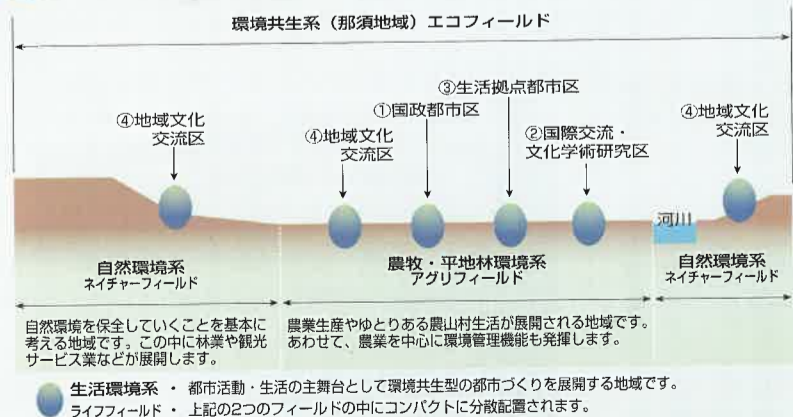 環境共生系（那須地域）エコフィールド
③生活拠点都市区
①国政都市区
④地域文化
交流区
④地域文化
交流区
④地域文化
交流区
②国際交流・
文化学術研究区
河川
自然環境系
ネイチャーフィールド
農牧・平地林環境系
アグリフィールド
自然環境系
ネイチャーフィールド
自然環境を保全していくことを基本に
考える地域です。この中に林業や観光
サービス業などが展開します。
農業生産やゆとりある農山村生活が展開される地域です。
あわせて、農業を中心に環境管理機能も発揮します。
生活環境系 ・ 都市活動・生活の主舞台として環境共生型の都市づくりを展開する地域です。
ライフフィールド ・ 上記の2つのフィールドの中にコンパクトに分散配置されます。